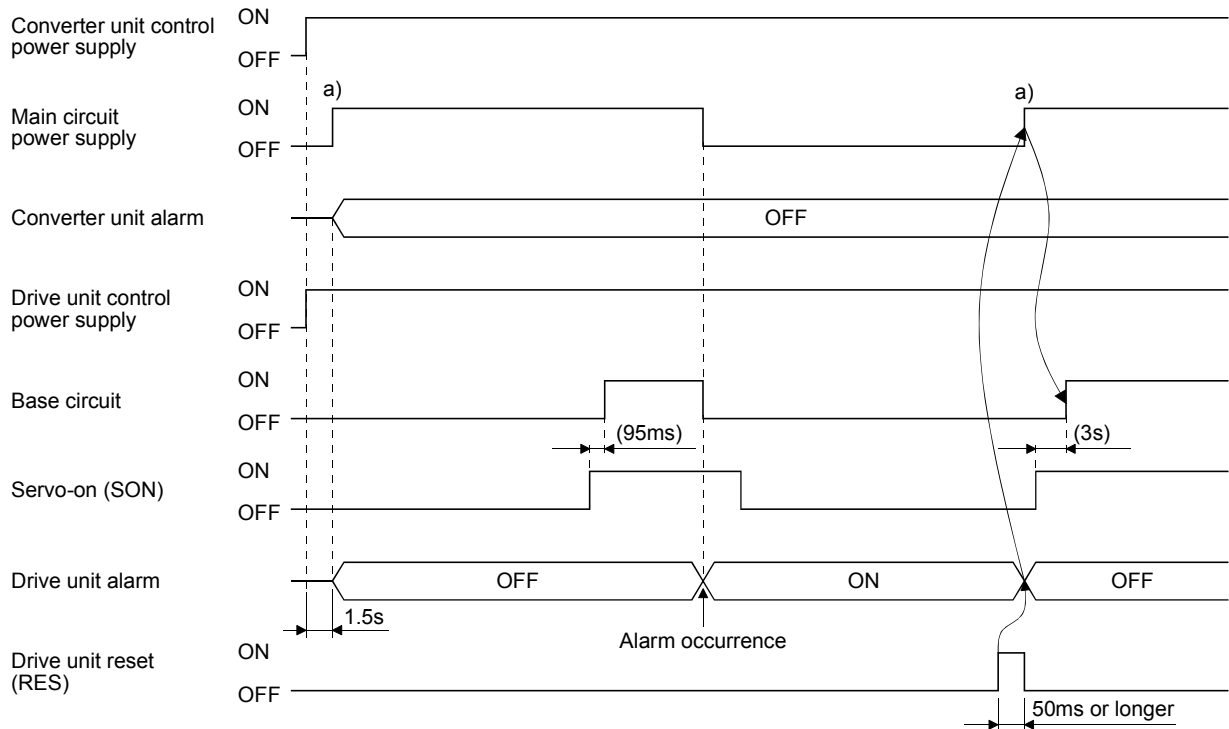 Converter unit control
power supply
ON
OFF
Main circuit
power supply
ON
OFF
a)
a)
Converter unit alarm
OFF
Drive unit control
power supply
ON
OFF
Base circuit
ON
OFF
(95ms)
(3s)
Servo-on (SON)
ON
OFF
Drive unit alarm
OFF
ON
OFF
1.5s
Alarm occurrence
Drive unit reset
(RES)
ON
OFF
50ms or longer